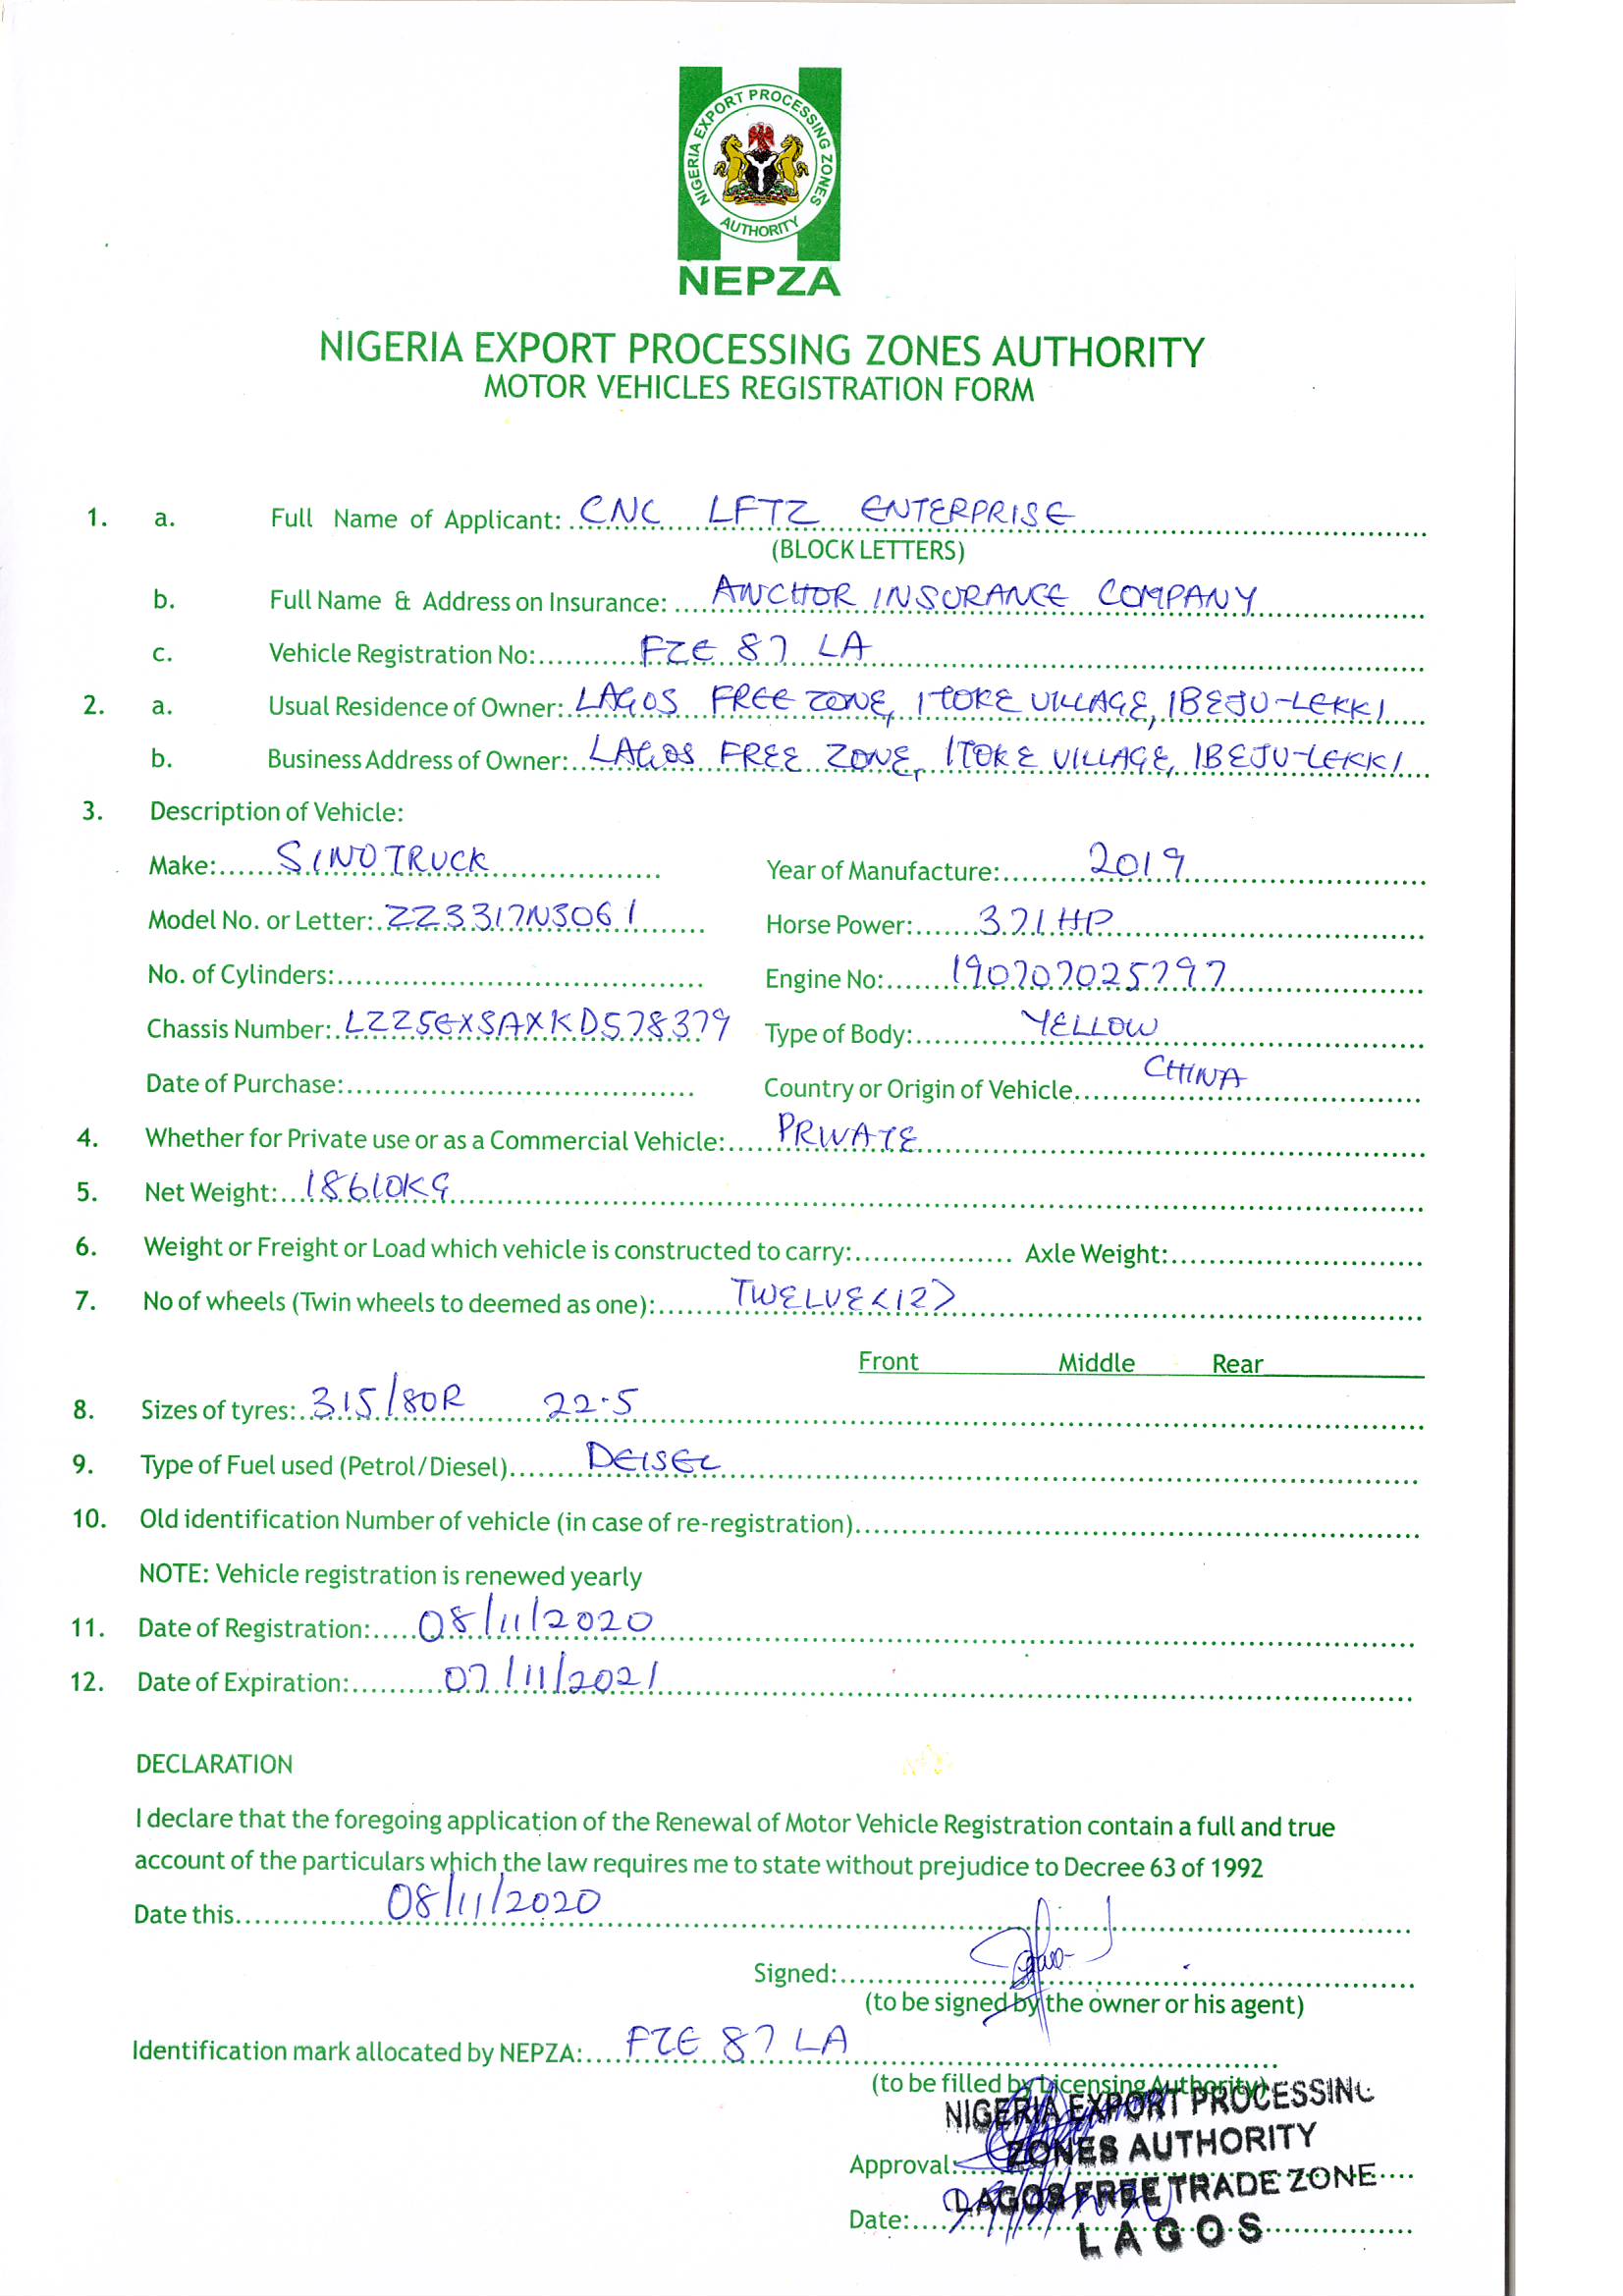 NIGERIA EXPORT PROCESSING ZONES
AUTHORITY
NEPZA
NIGERIA EXPORT PROCESSING ZONES AUTHORITY
MOTOR VEHICLES REGISTRATION FORM
1. a. Full Name of Applicant: CNC LFTZ ENTERPRISE
(BLOCK LETTERS)
b. Full Name & Address on Insurance: ANCHOR INSURANCE COMPANY
c. Vehicle Registration No: FZE 87 LA
2. a. Usual Residence of Owner: LAGOS FREE ZONE, ITOKE VILLAGE, IBEJU-LEKKI
b. Business Address of Owner: LAGOS FREE ZONE, ITOKE VILLAGE, IBEJU-LEKKI
3. Description of Vehicle:
Make: SINOTRUCK Year of Manufacture: 2019
Model No. or Letter: ZZ3317N3061 Horse Power: 371 HP
No. of Cylinders: Engine No: 190707025797
Chassis Number: LZZ5GXSAXKD578379 Type of Body: YELLOW
Date of Purchase: Country or Origin of Vehicle CHINA
4. Whether for Private use or as a Commercial Vehicle: PRIVATE
5. Net Weight: 18610KG
6. Weight or Freight or Load which vehicle is constructed to carry: Axle Weight:
7. No of wheels (Twin wheels to deemed as one): TWELVE <12>
Front Middle Rear
8. Sizes of tyres: 315/80R 22.5
9. Type of Fuel used (Petrol/Diesel) DEISEL
10. Old identification Number of vehicle (in case of re-registration)
NOTE: Vehicle registration is renewed yearly
11. Date of Registration: 08/11/2020
12. Date of Expiration: 07/11/2021
DECLARATION
I declare that the foregoing application of the Renewal of Motor Vehicle Registration contain a full and true
account of the particulars which the law requires me to state without prejudice to Decree 63 of 1992
Date this 08/11/2020
Signed:
(to be signed by the owner or his agent)
Identification mark allocated by NEPZA: FZE 87 LA
(to be filled by Licensing Authority)
NIGERIA EXPORT PROCESSING
ZONES AUTHORITY
Approval:
LAGOS FREE TRADE ZONE
Date:
LAGOS